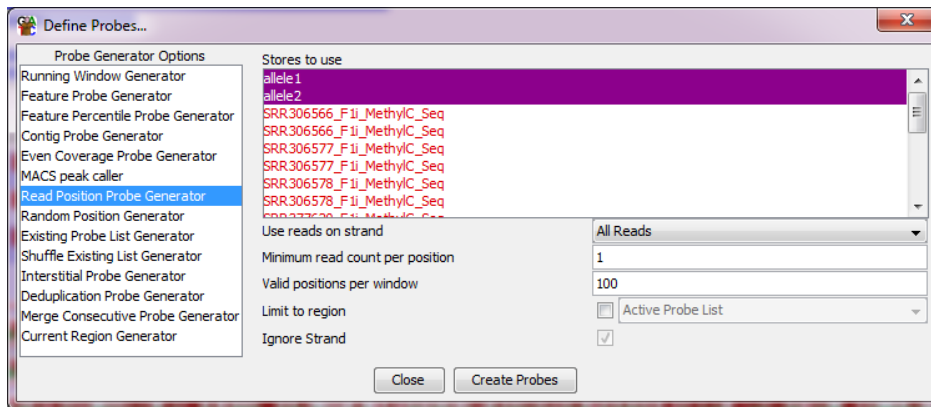 Define Probes...
Probe Generator Options
Running Window Generator
Feature Probe Generator
Feature Percentile Probe Generator
Contig Probe Generator
Even Coverage Probe Generator
MACS peak caller
Read Position Probe Generator
Random Position Generator
Existing Probe List Generator
Shuffle Existing List Generator
Interstitial Probe Generator
Deduplication Probe Generator
Merge Consecutive Probe Generator
Current Region Generator
Stores to use
allele1
allele2
SRR306566_F1i_MethylC_Seq
SRR306566_F1i_MethylC_Seq
SRR306577_F1i_MethylC_Seq
SRR306577_F1i_MethylC_Seq
SRR306578_F1i_MethylC_Seq
SRR306578_F1i_MethylC_Seq
Use reads on strand All Reads
Minimum read count per position 1
Valid positions per window 100
Limit to region Active Probe List
Ignore Strand
Close Create Probes